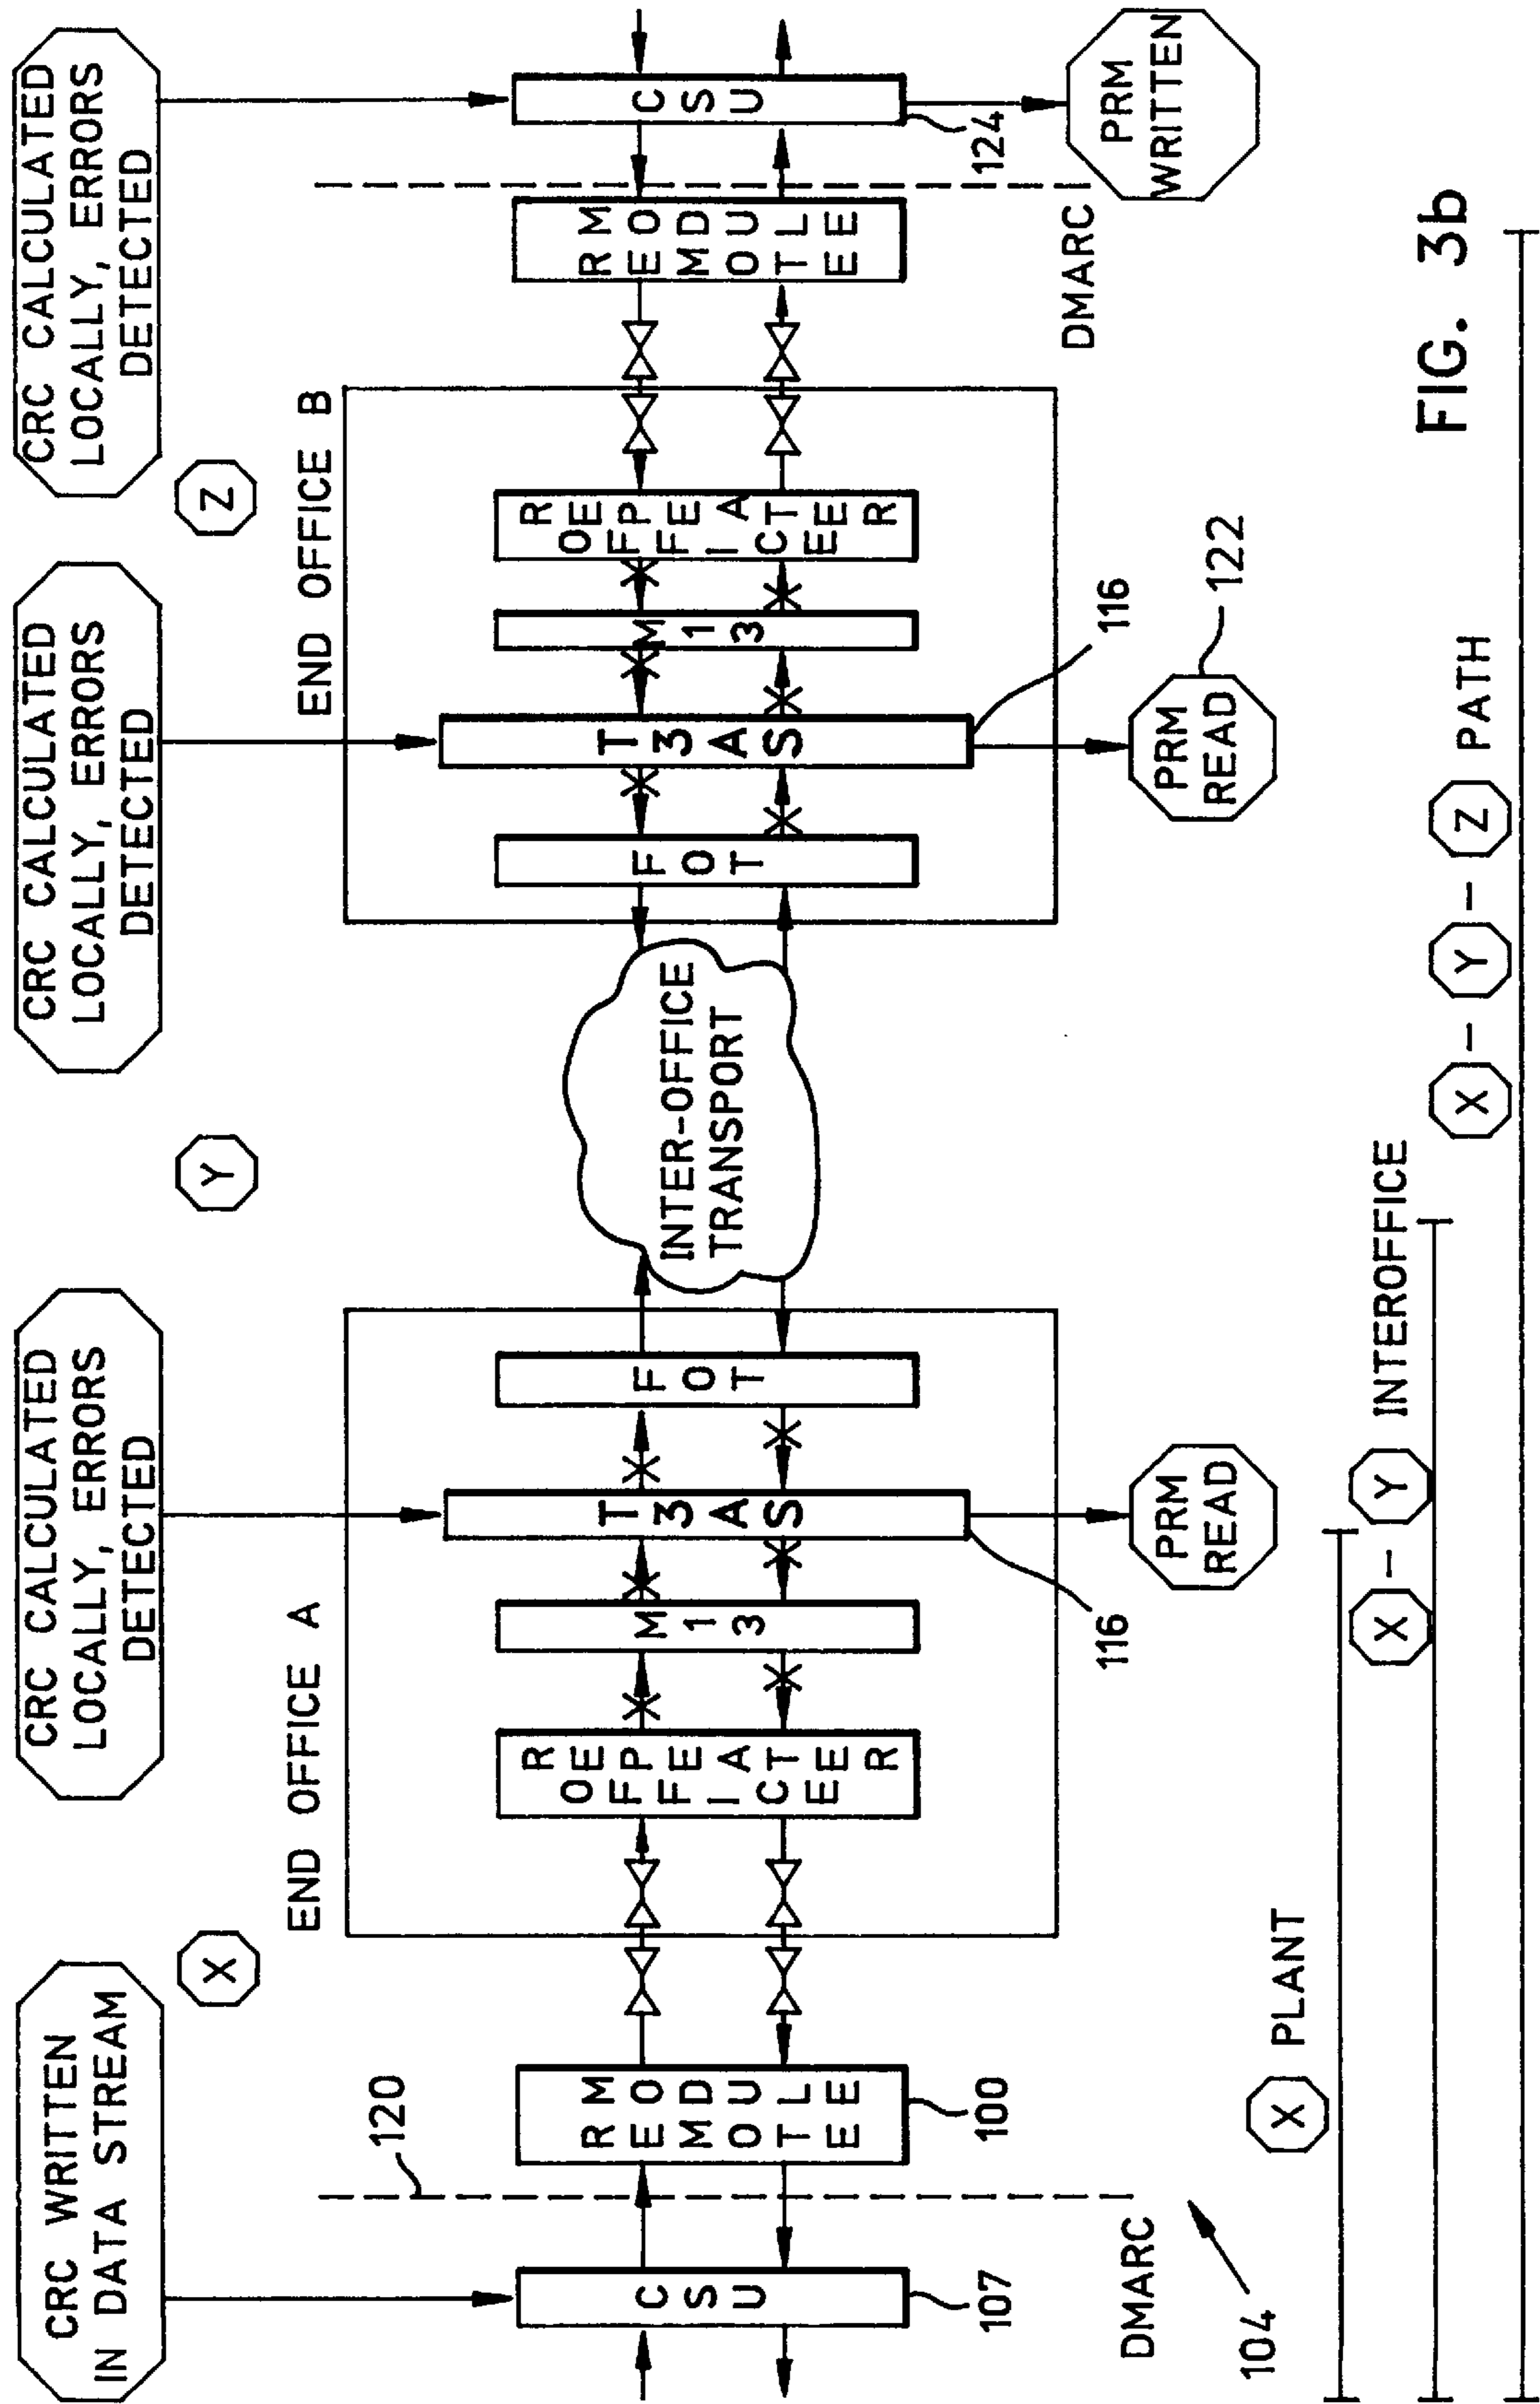 CRC WRITTEN
IN DATA STREAM
CRC CALCULATED
LOCALLY, ERRORS
DETECTED
CRC CALCULATED
LOCALLY, ERRORS
DETECTED
CRC CALCULATED
LOCALLY, ERRORS
DETECTED
X
Y
Z
END OFFICE A
END OFFICE B
120
CSU
107
REMOTE
MODULE
100
OFFICE
REPEATER
M13
T3AS
116
FOT
INTER-OFFICE
TRANSPORT
FOT
T3AS
116
M13
OFFICE
REPEATER
REMOTE
MODULE
CSU
124
DMARC
104
DMARC
PRM
READ
PRM
READ
122
PRM
WRITTEN
X PLANT
X - Y INTEROFFICE
X - Y - Z PATH
FIG. 3b